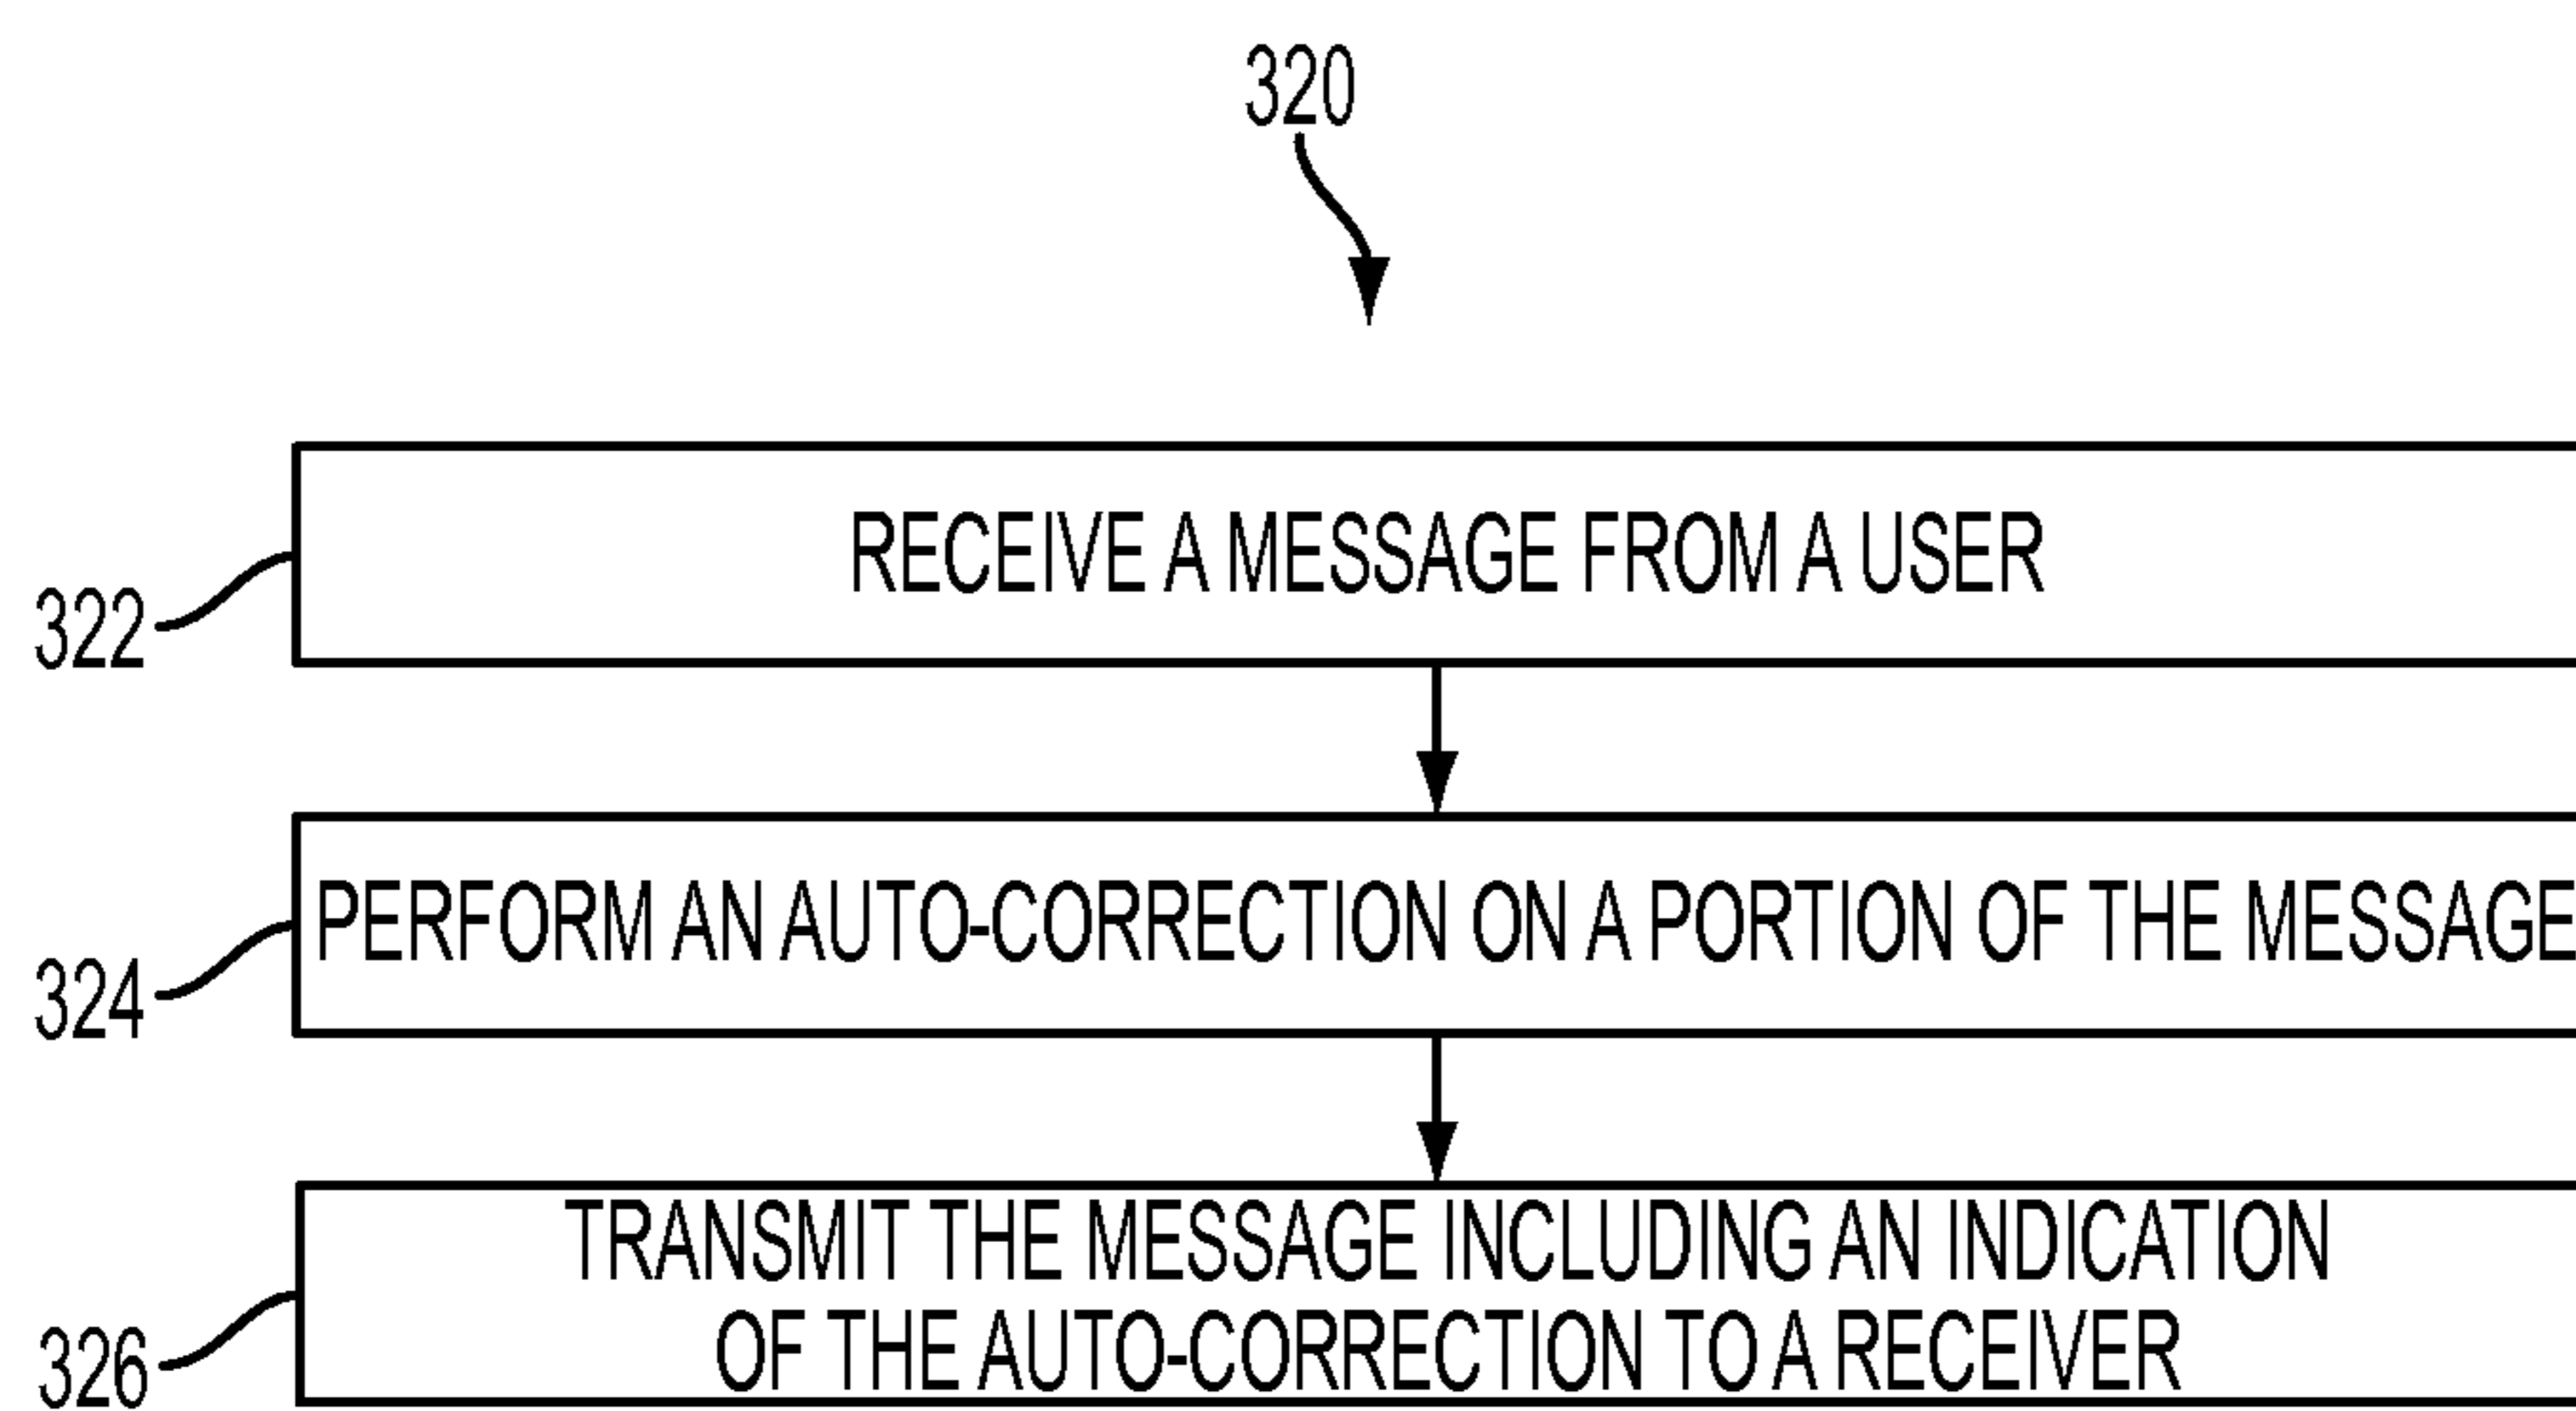 320
RECEIVE A MESSAGE FROM A USER
322
PERFORM AN AUTO-CORRECTION ON A PORTION OF THE MESSAGE
324
TRANSMIT THE MESSAGE INCLUDING AN INDICATION
OF THE AUTO-CORRECTION TO A RECEIVER
326